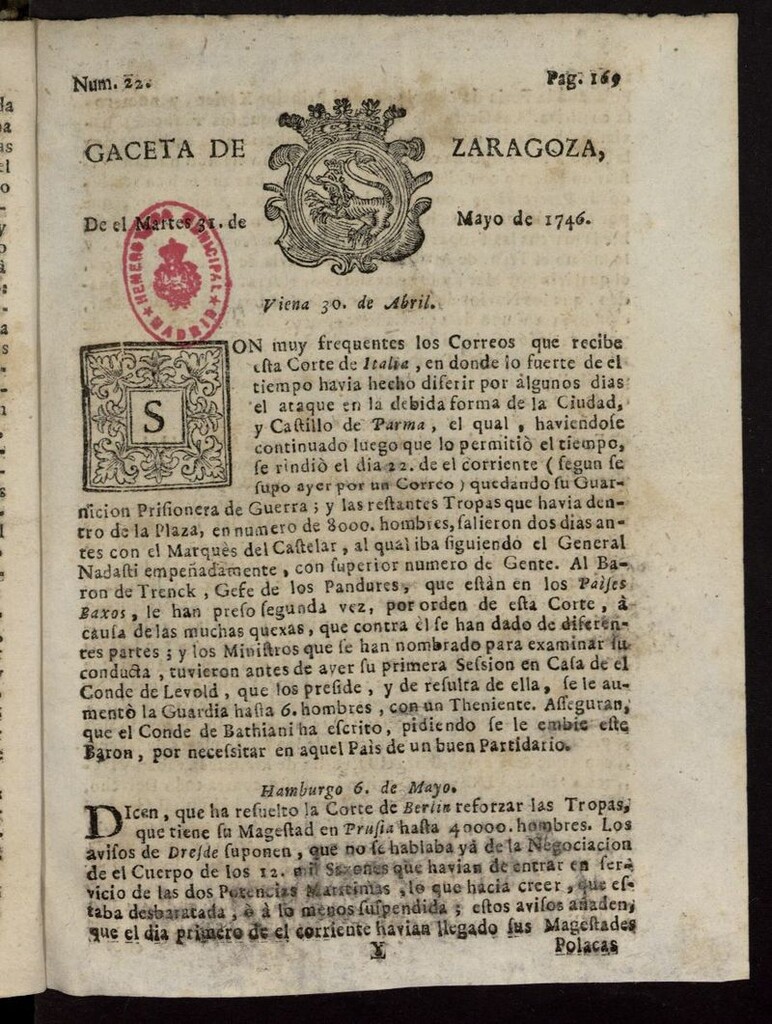 Num. 22.
Pag. 169
GACETA DE ZARAGOZA,
De el Martes 31. de Mayo de 1746.
HEMEROTECA MUNICIPAL
MADRID
Viena 30. de Abril.
SON muy frequentes los Correos que recibe
eſta Corte de Italia, en donde lo fuerte de el
tiempo havia hecho diferir por algunos dias
el ataque en la debida forma de la Ciudad,
y Caſtillo de Parma, el qual, haviendoſe
continuado luego que lo permitiò el tiempo,
ſe rindiò el dia 22. de el corriente (ſegun ſe
ſupo ayer por un Correo) quedando ſu Guar-
nicion Priſionera de Guerra; y las reſtantes Tropas que havia den-
tro de la Plaza, en numero de 8000. hombres, ſalieron dos dias an-
tes con el Marquès del Caſtelar, al qual iba ſiguiendo el General
Nadaſti empeñadamente, con ſuperior numero de Gente. Al Ba-
ron de Trenck, Gefe de los Pandures, que eſtàn en los Paìſes
Baxos, le han preſo ſegunda vez, por orden de eſta Corte, à
cauſa de las muchas quexas, que contra èl ſe han dado de diferen-
tes partes; y los Miniſtros que ſe han nombrado para examinar ſu
conducta, tuvieron antes de ayer ſu primera Seſsion en Caſa de el
Conde de Levold, que los preſide, y de reſulta de ella, ſe le au-
mentò la Guardia haſta 6. hombres, con un Theniente. Aſſeguran,
que el Conde de Bathiani ha eſcrito, pidiendo ſe le embie eſte
Baron, por neceſsitar en aquel Paìs de un buen Partidario.
Hamburgo 6. de Mayo.
DIcen, que ha reſuelto la Corte de Berlin reforzar las Tropas,
que tiene ſu Mageſtad en Pruſia haſta 40000. hombres. Los
aviſos de Dreſde ſuponen, que no ſe hablaba yà de la Negociacion
de el Cuerpo de los 12. mil Saxones que havian de entrar en ſer-
vicio de las dos Potencias Maritimas, lo que hacia creer, que eſ-
taba desbaratada, ò à lo menos ſuſpendida; eſtos aviſos añaden,
que el dia primero de el corriente havian llegado ſus Mageſtades
Y
Polacas